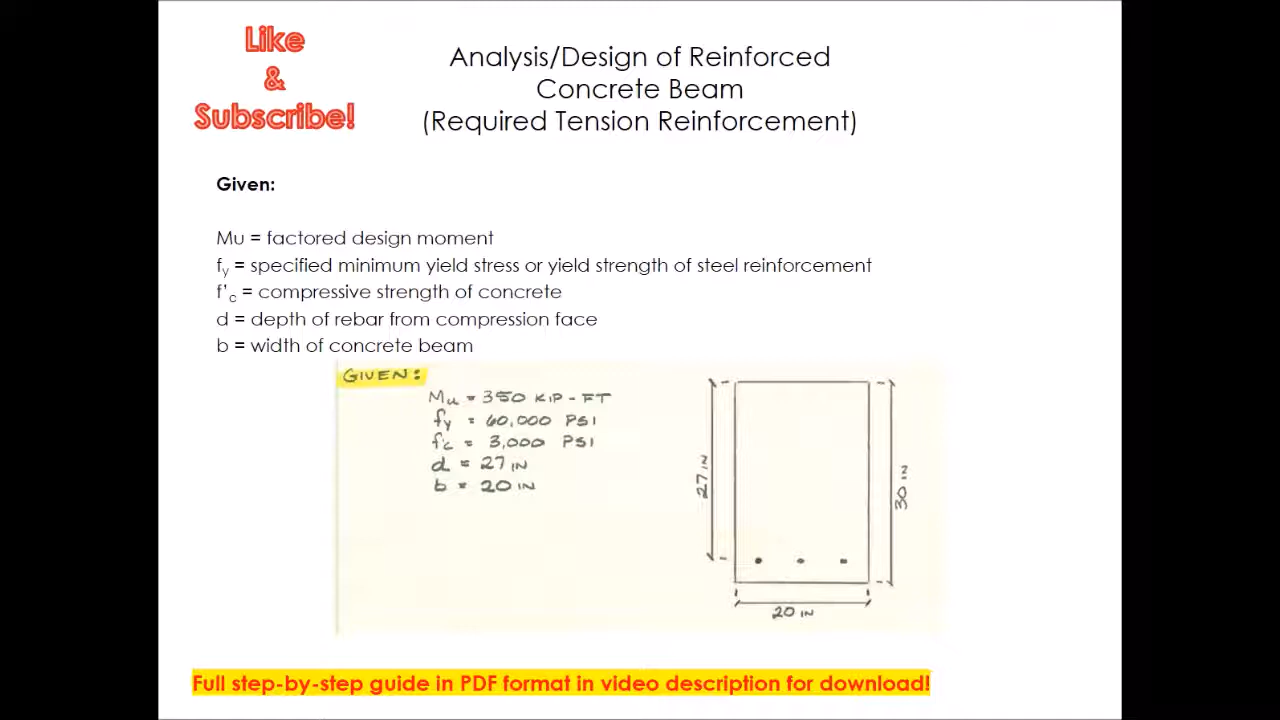 Like
&
Subscribe!
Analysis/Design of Reinforced
Concrete Beam
(Required Tension Reinforcement)
Given:
Mu = factored design moment
fy = specified minimum yield stress or yield strength of steel reinforcement
f'c = compressive strength of concrete
d = depth of rebar from compression face
b = width of concrete beam
GIVEN:
Mu = 350 KIP-FT
fy = 60,000 PSI
f'c = 3,000 PSI
d = 27 IN
b = 20 IN
27 IN
30 IN
20 IN
Full step-by-step guide in PDF format in video description for download!